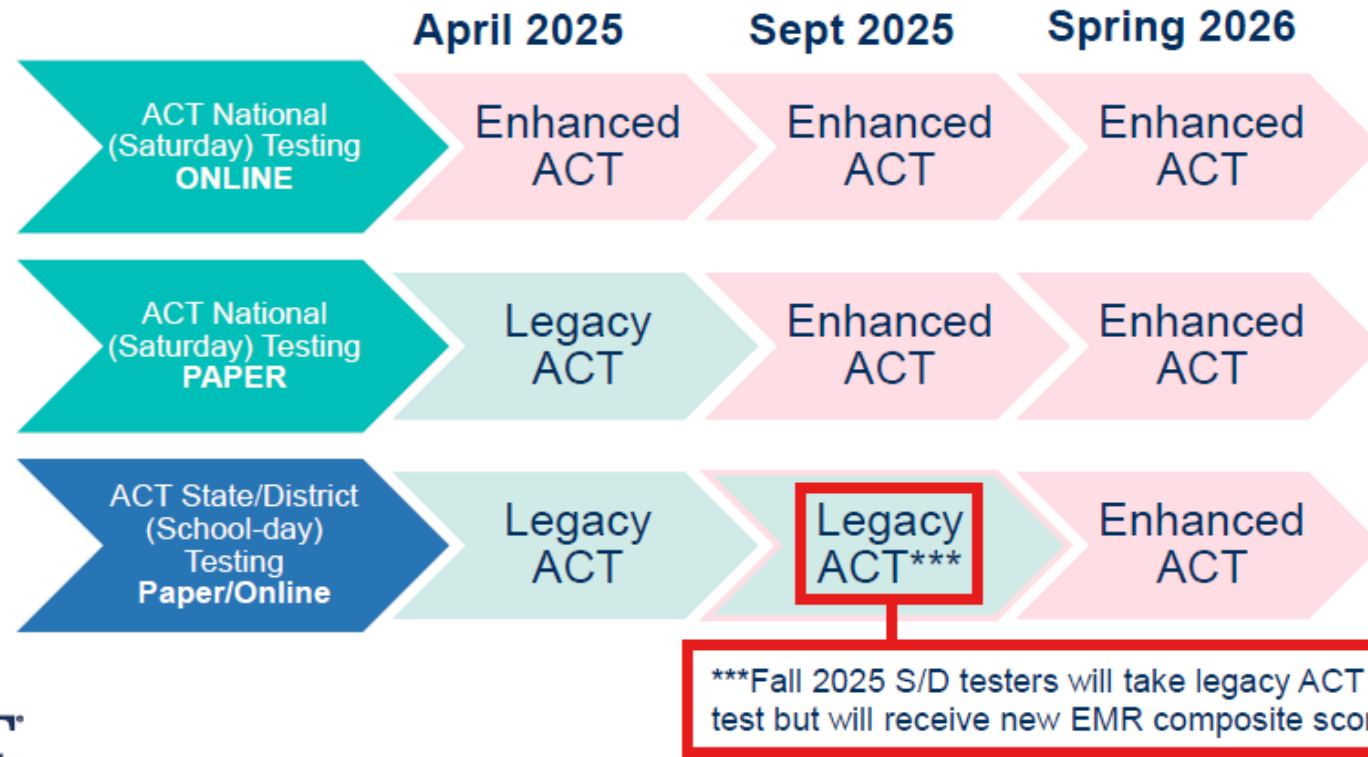 April 2025 Sept 2025 Spring 2026
ACT National
(Saturday) Testing
ONLINE
Enhanced
ACT
Enhanced
ACT
Enhanced
ACT
ACT National
(Saturday) Testing
PAPER
Legacy
ACT
Enhanced
ACT
Enhanced
ACT
ACT State/District
(School-day)
Testing
Paper/Online
Legacy
ACT
Legacy
ACT***
Enhanced
ACT
***Fall 2025 S/D testers will take legacy ACT
test but will receive new EMR composite